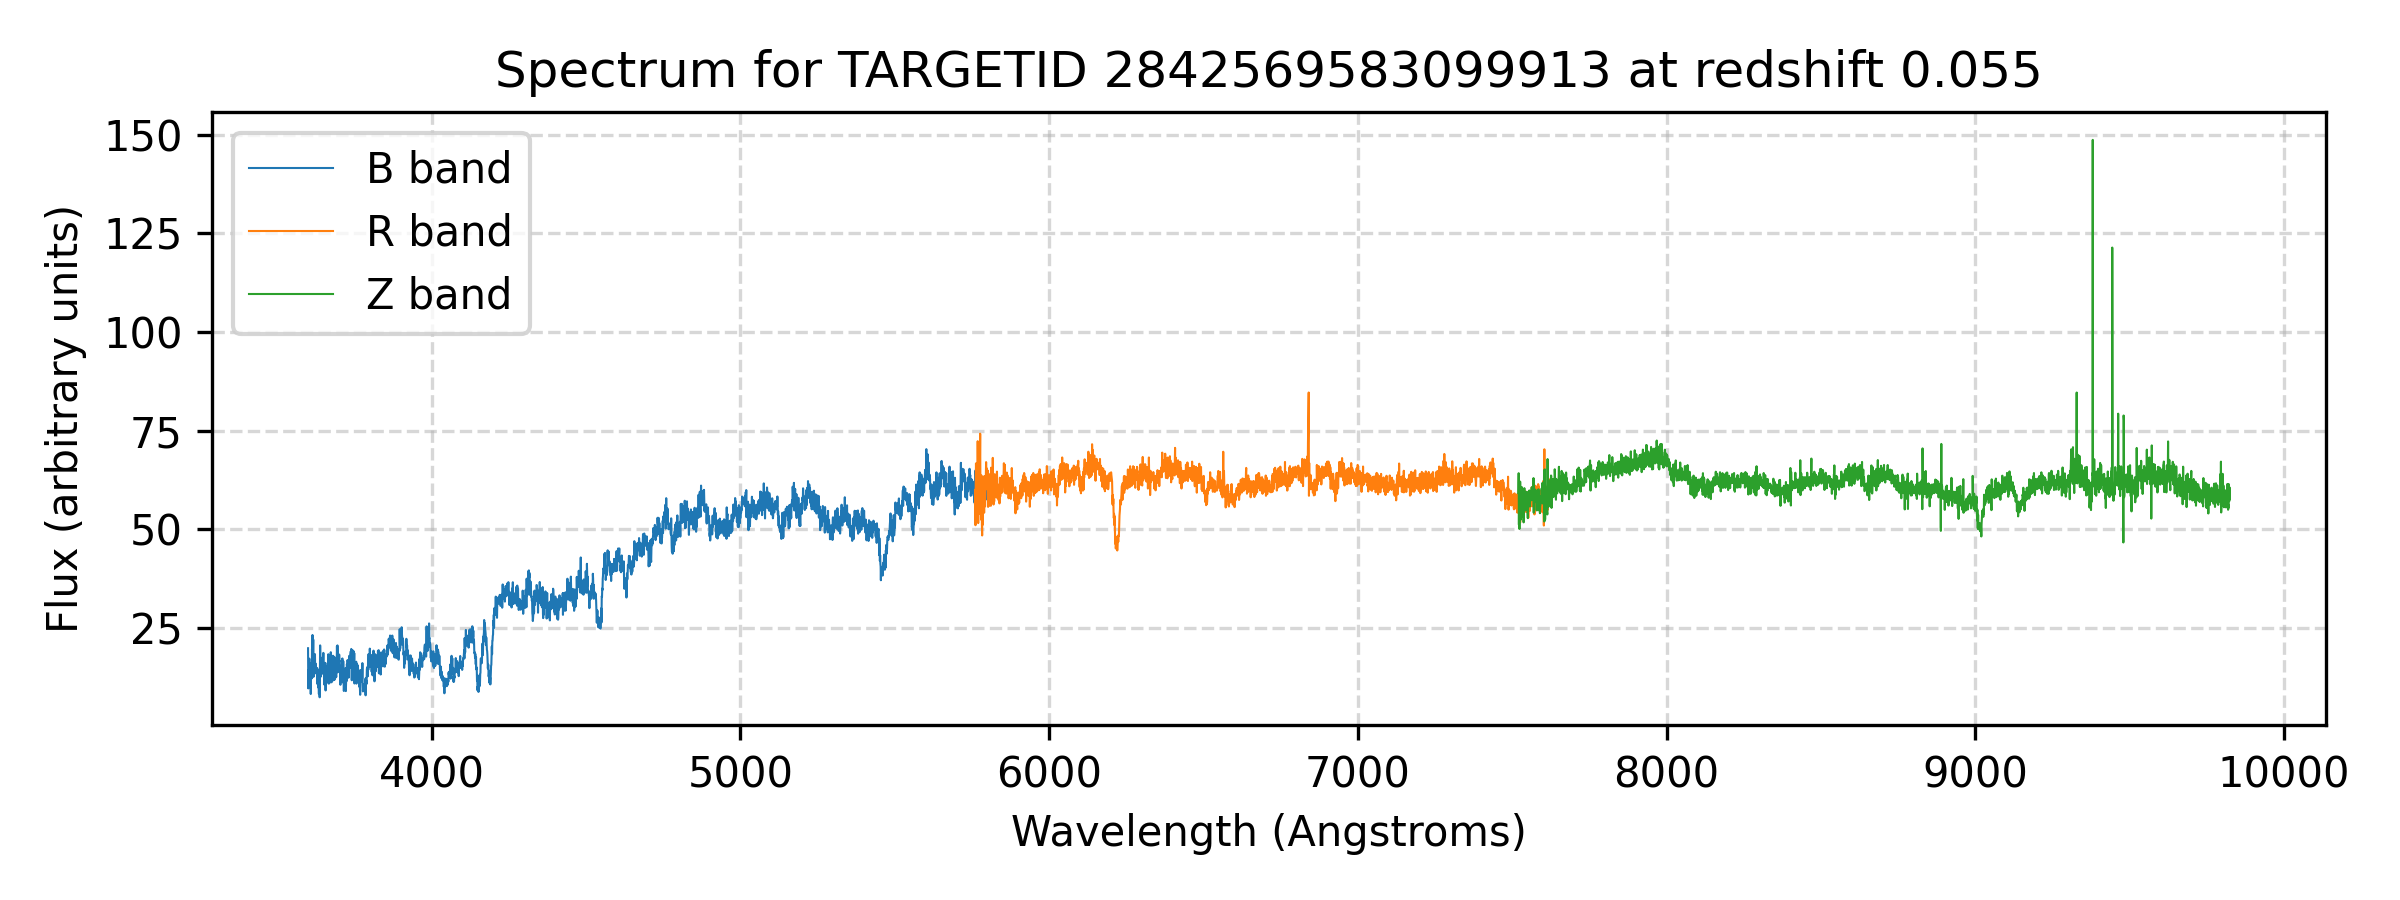 Spectrum for TARGETID 2842569583099913 at redshift 0.055
150
125
100
75
50
25
Flux (arbitrary units)
B band
R band
Z band
4000 5000 6000 7000 8000 9000 10000
Wavelength (Angstroms)